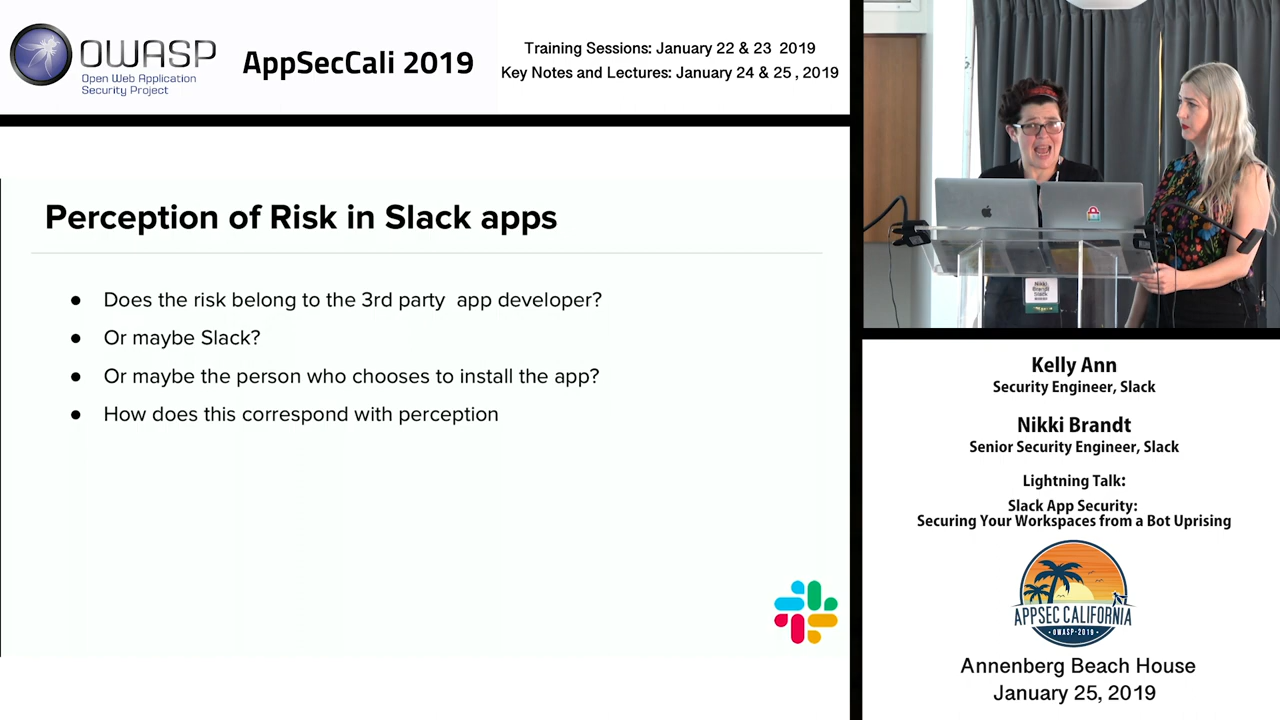 OWASP
Open Web Application
Security Project
AppSecCali 2019
Training Sessions: January 22 & 23 2019
Key Notes and Lectures: January 24 & 25 , 2019
Perception of Risk in Slack apps
● Does the risk belong to the 3rd party app developer?
● Or maybe Slack?
● Or maybe the person who chooses to install the app?
● How does this correspond with perception
Nikki
Brandt
Slack
Kelly Ann
Security Engineer, Slack
Nikki Brandt
Senior Security Engineer, Slack
Lightning Talk:
Slack App Security:
Securing Your Workspaces from a Bot Uprising
APPSEC CALIFORNIA
OWASP-2019
Annenberg Beach House
January 25, 2019